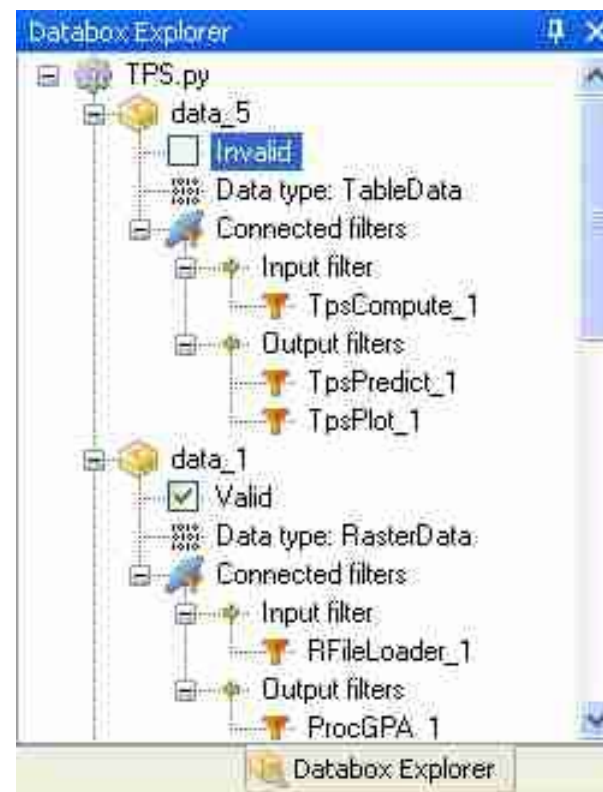 Databox Explorer
TPS.py
data_5
Invalid
Data type: TableData
Connected filters
Input filter
TpsCompute_1
Output filters
TpsPredict_1
TpsPlot_1
data_1
Valid
Data type: RasterData
Connected filters
Input filter
RFileLoader_1
Output filters
ProcGPA_1
Databox Explorer